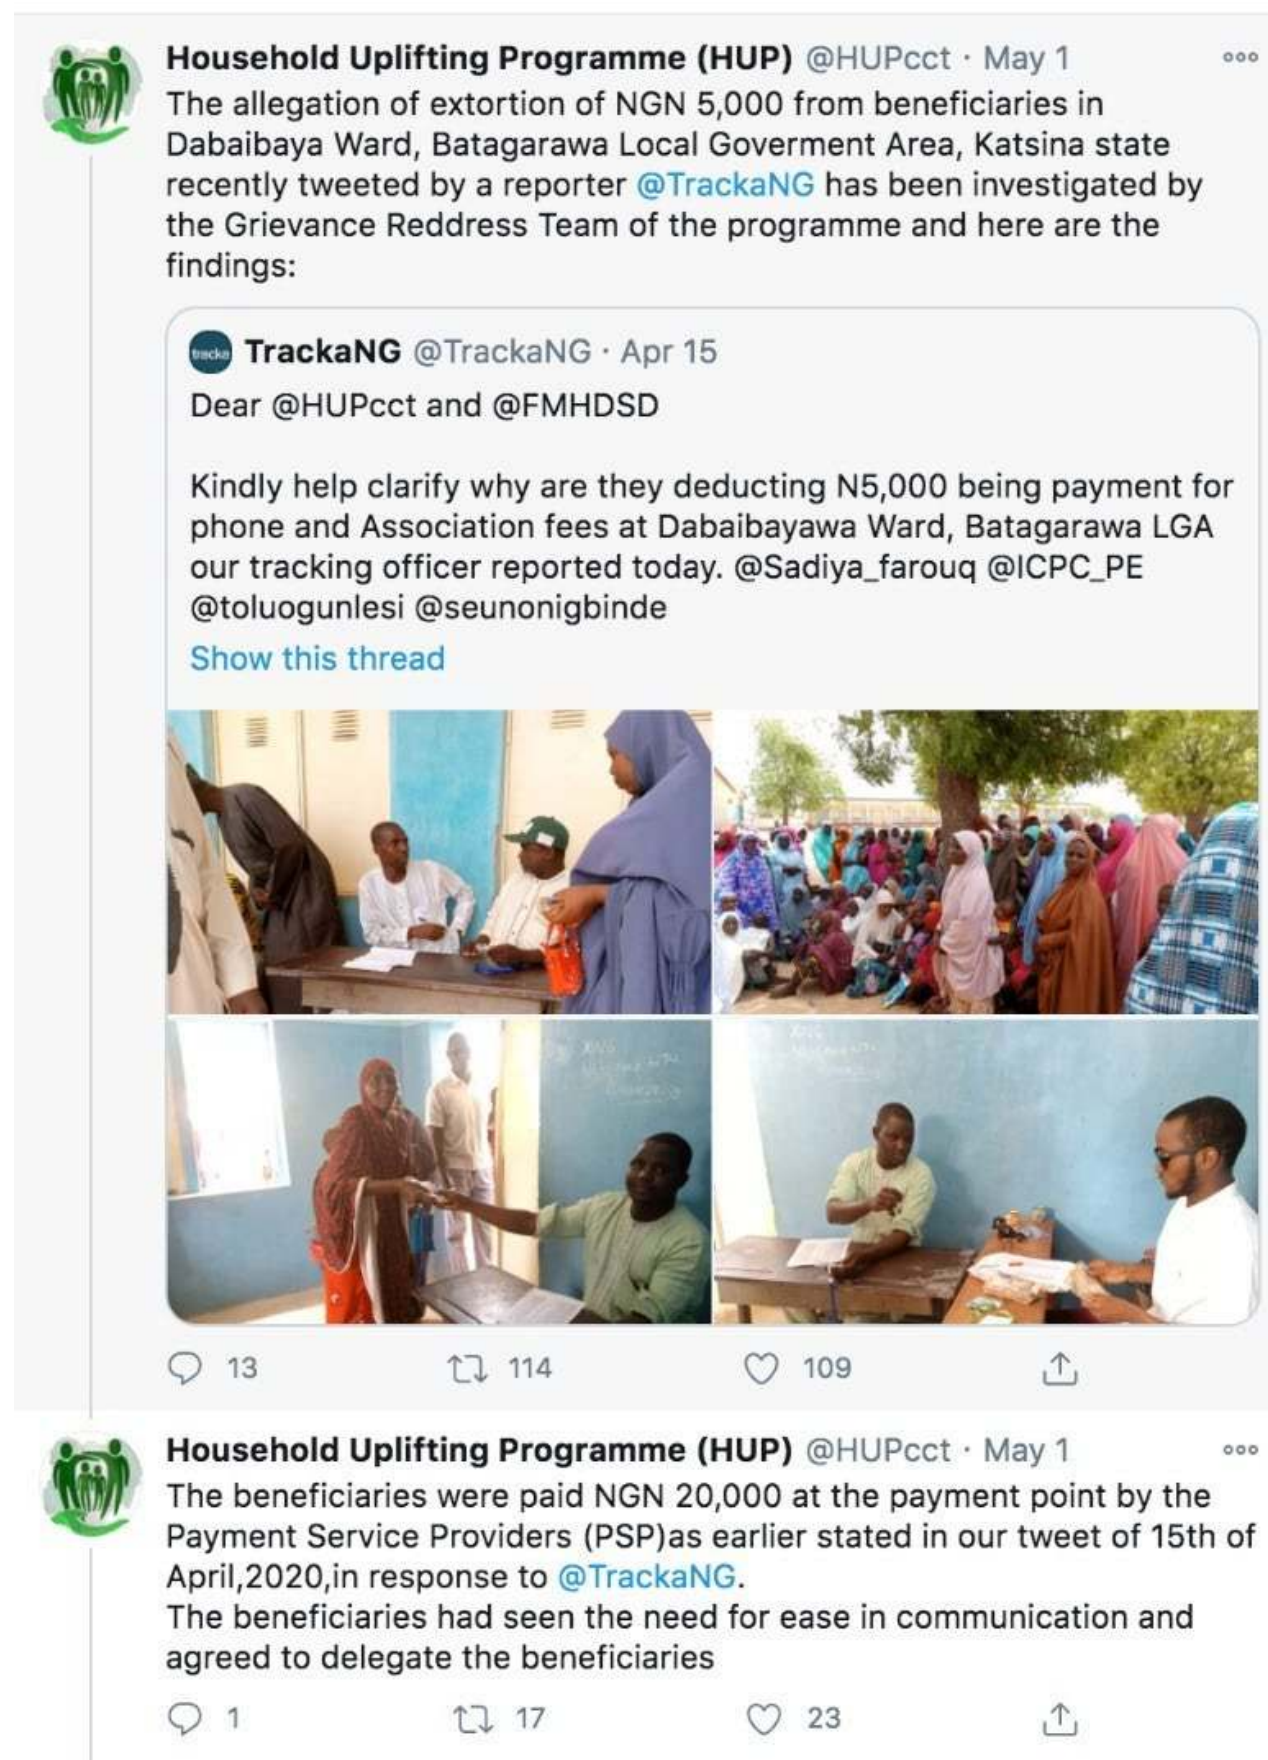 Household Uplifting Programme (HUP) @HUPcct · May 1
The allegation of extortion of NGN 5,000 from beneficiaries in
Dabaibaya Ward, Batagarawa Local Goverment Area, Katsina state
recently tweeted by a reporter @TrackaNG has been investigated by
the Grievance Reddress Team of the programme and here are the
findings:
tracka TrackaNG @TrackaNG · Apr 15
Dear @HUPcct and @FMHDSD
Kindly help clarify why are they deducting N5,000 being payment for
phone and Association fees at Dabaibayawa Ward, Batagarawa LGA
our tracking officer reported today. @Sadiya_farouq @ICPC_PE
@toluogunlesi @seunonigbinde
Show this thread
13 114 109
Household Uplifting Programme (HUP) @HUPcct · May 1
The beneficiaries were paid NGN 20,000 at the payment point by the
Payment Service Providers (PSP)as earlier stated in our tweet of 15th of
April,2020,in response to @TrackaNG.
The beneficiaries had seen the need for ease in communication and
agreed to delegate the beneficiaries
1 17 23